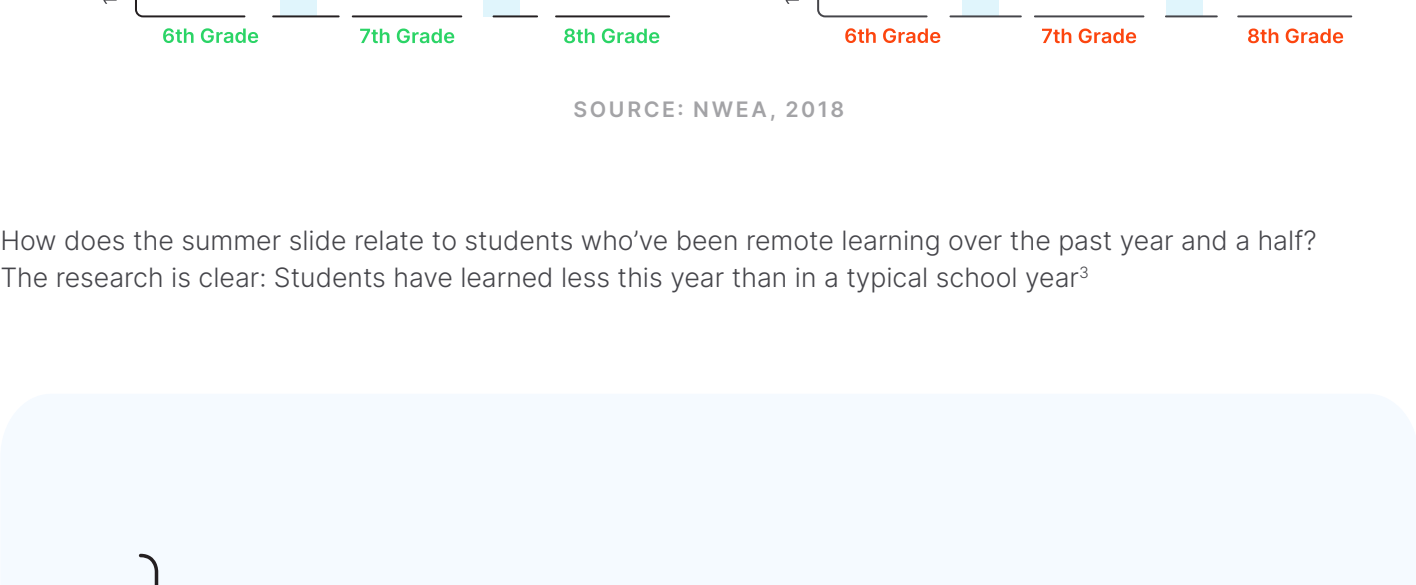 6th Grade 7th Grade 8th Grade 6th Grade 7th Grade 8th Grade
SOURCE: NWEA, 2018
How does the summer slide relate to students who’ve been remote learning over the past year and a half?
The research is clear: Students have learned less this year than in a typical school year³